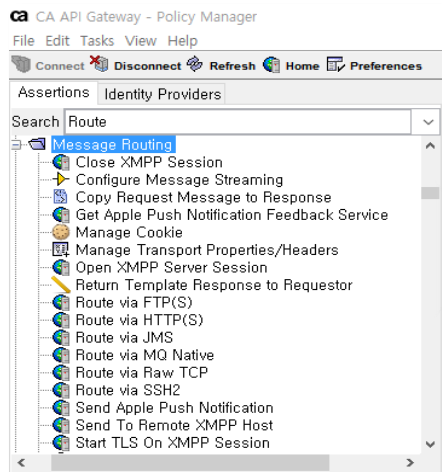 ca CA API Gateway - Policy Manager
File Edit Tasks View Help
Connect Disconnect Refresh Home Preferences
Assertions Identity Providers
Search Route
Message Routing
Close XMPP Session
Configure Message Streaming
Copy Request Message to Response
Get Apple Push Notification Feedback Service
Manage Cookie
Manage Transport Properties/Headers
Open XMPP Server Session
Return Template Response to Requestor
Route via FTP(S)
Route via HTTP(S)
Route via JMS
Route via MQ Native
Route via Raw TCP
Route via SSH2
Send Apple Push Notification
Send To Remote XMPP Host
Start TLS On XMPP Session